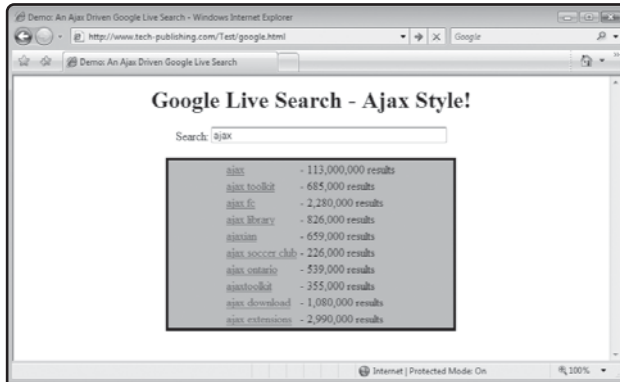 Demo: An Ajax Driven Google Live Search - Windows Internet Explorer
http://www.tech-publishing.com/Test/google.html
Google
Demo: An Ajax Driven Google Live Search
Google Live Search - Ajax Style!
Search: ajax
ajax - 113,000,000 results
ajax toolkit - 685,000 results
ajax fc - 2,280,000 results
ajax library - 826,000 results
ajaxian - 659,000 results
ajax soccer club - 226,000 results
ajax ontario - 539,000 results
ajaxtoolkit - 355,000 results
ajax download - 1,080,000 results
ajax extensions - 2,990,000 results
Internet | Protected Mode: On 100%